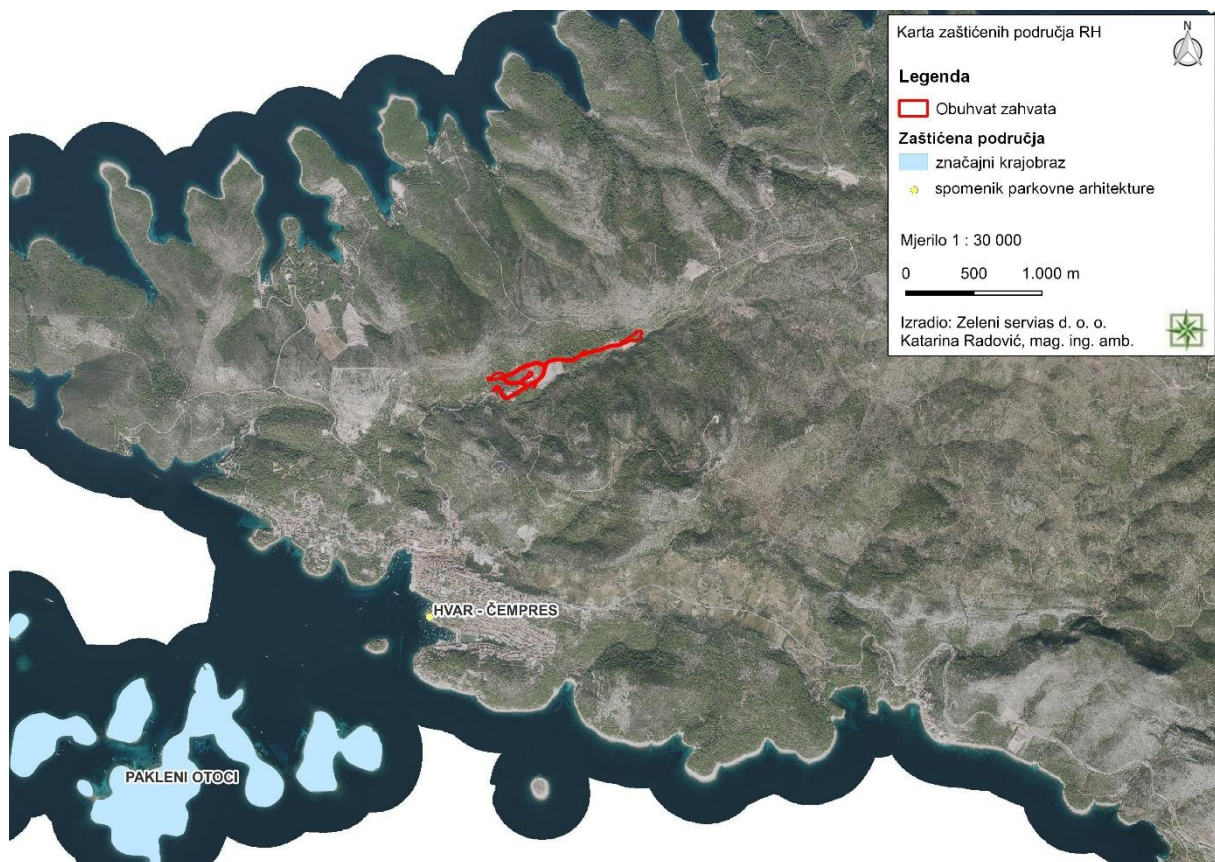 Karta zaštićenih područja RH
N
Legenda
Obuhvat zahvata
Zaštićena područja
značajni krajobraz
spomenik parkovne arhitekture
Mjerilo 1 : 30 000
0 500 1.000 m
Izradio: Zeleni servias d. o. o.
Katarina Radović, mag. ing. amb.
HVAR - ČEMPRES
PAKLENI OTOCI